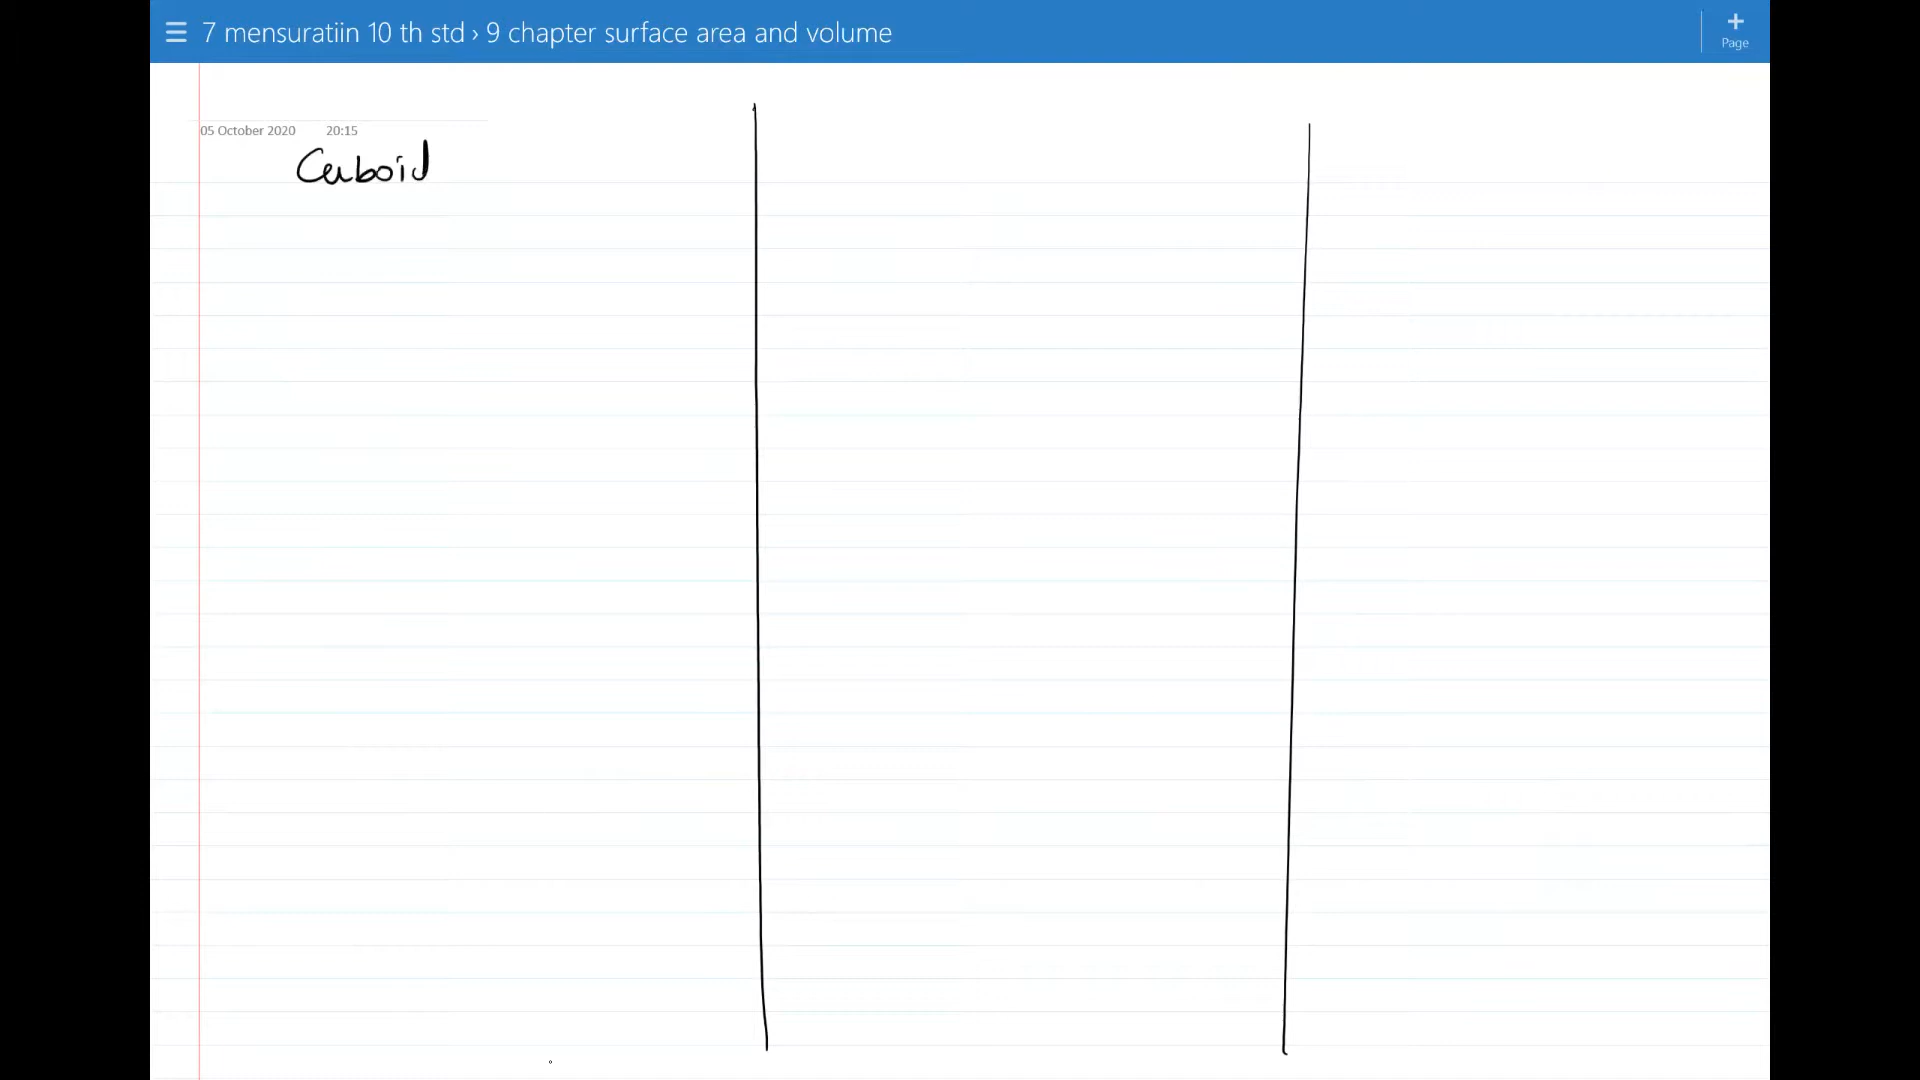 7 mensuratiin 10 th std › 9 chapter surface area and volume
+
Page
05 October 2020 20:15
Cuboid